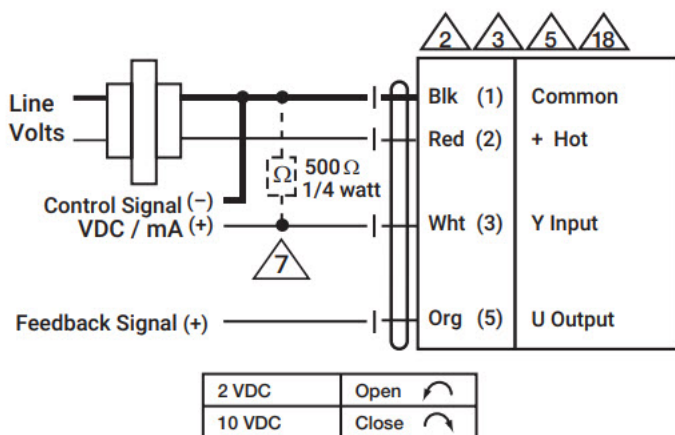 2 3 5 18
Line
Volts
Blk (1) Common
Red (2) + Hot
Ω 500 Ω
1/4 watt
Control Signal (−)
VDC / mA (+)
Wht (3) Y Input
7
Feedback Signal (+)
Org (5) U Output
2 VDC Open
10 VDC Close